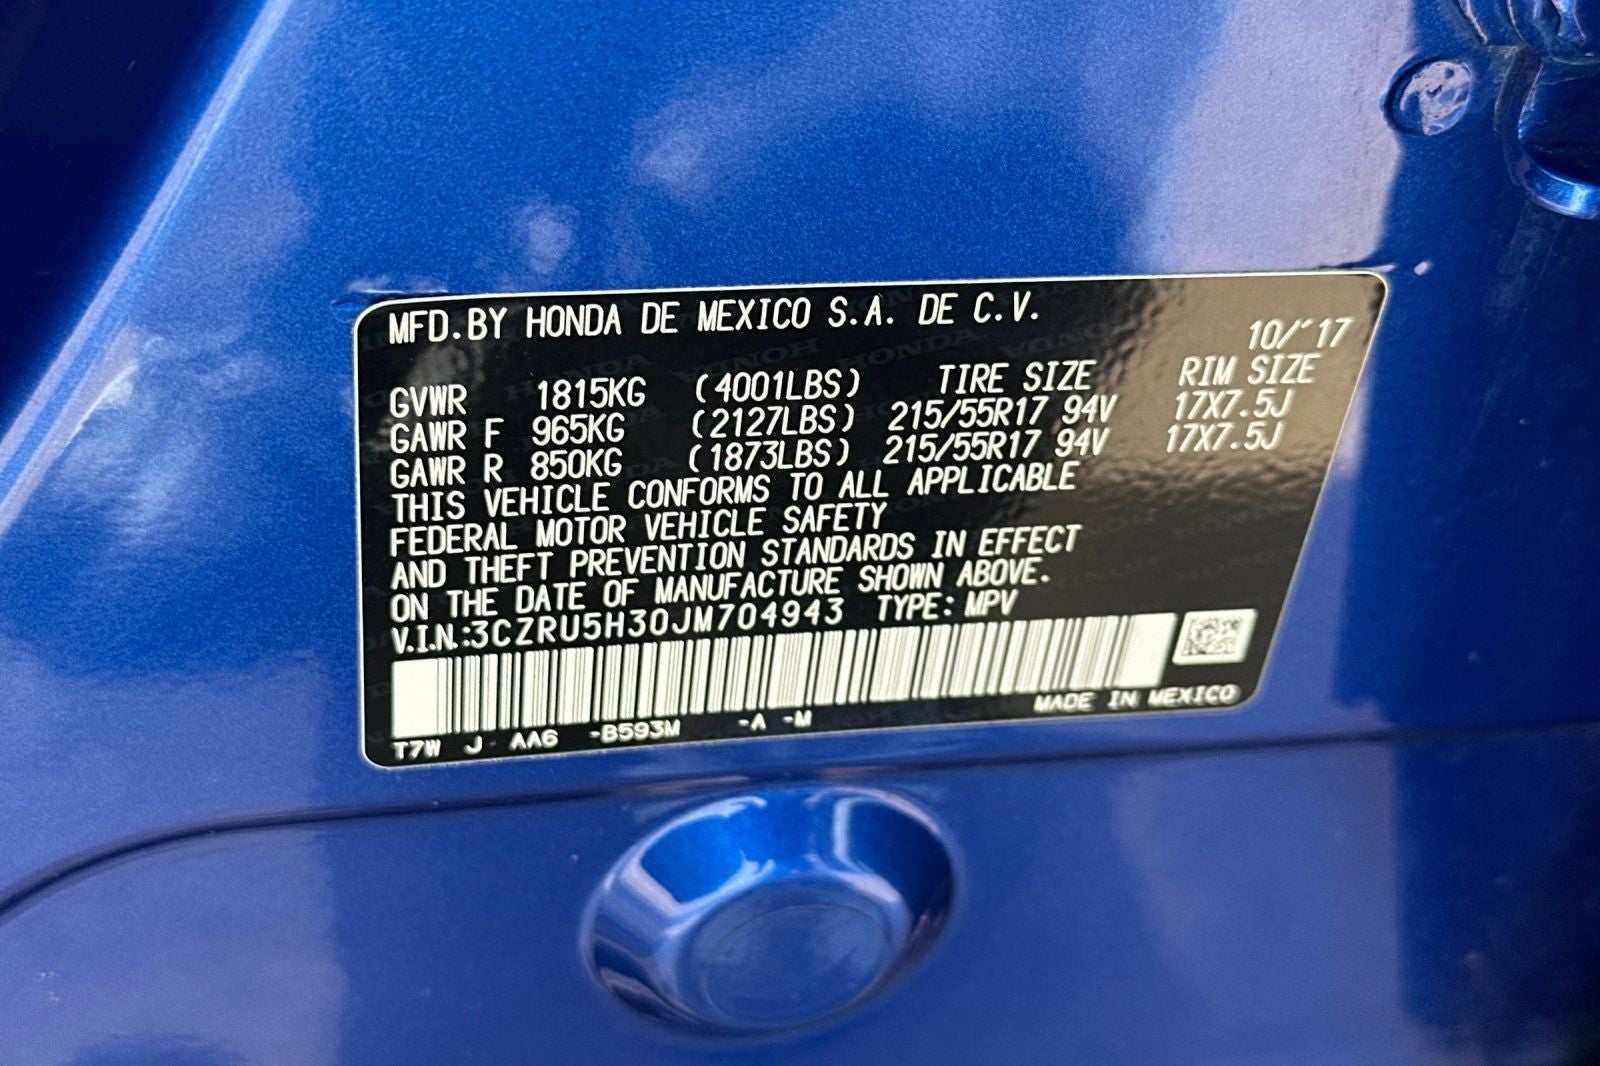 MFD.BY HONDA DE MEXICO S.A. DE C.V.
10/'17
GVWR 1815KG (4001LBS) TIRE SIZE RIM SIZE
GAWR F 965KG (2127LBS) 215/55R17 94V 17X7.5J
GAWR R 850KG (1873LBS) 215/55R17 94V 17X7.5J
THIS VEHICLE CONFORMS TO ALL APPLICABLE
FEDERAL MOTOR VEHICLE SAFETY
AND THEFT PREVENTION STANDARDS IN EFFECT
ON THE DATE OF MANUFACTURE SHOWN ABOVE.
V.I.N.:3CZRU5H30JM704943 TYPE: MPV
T7W J AA6 -B593M -A -M MADE IN MEXICO